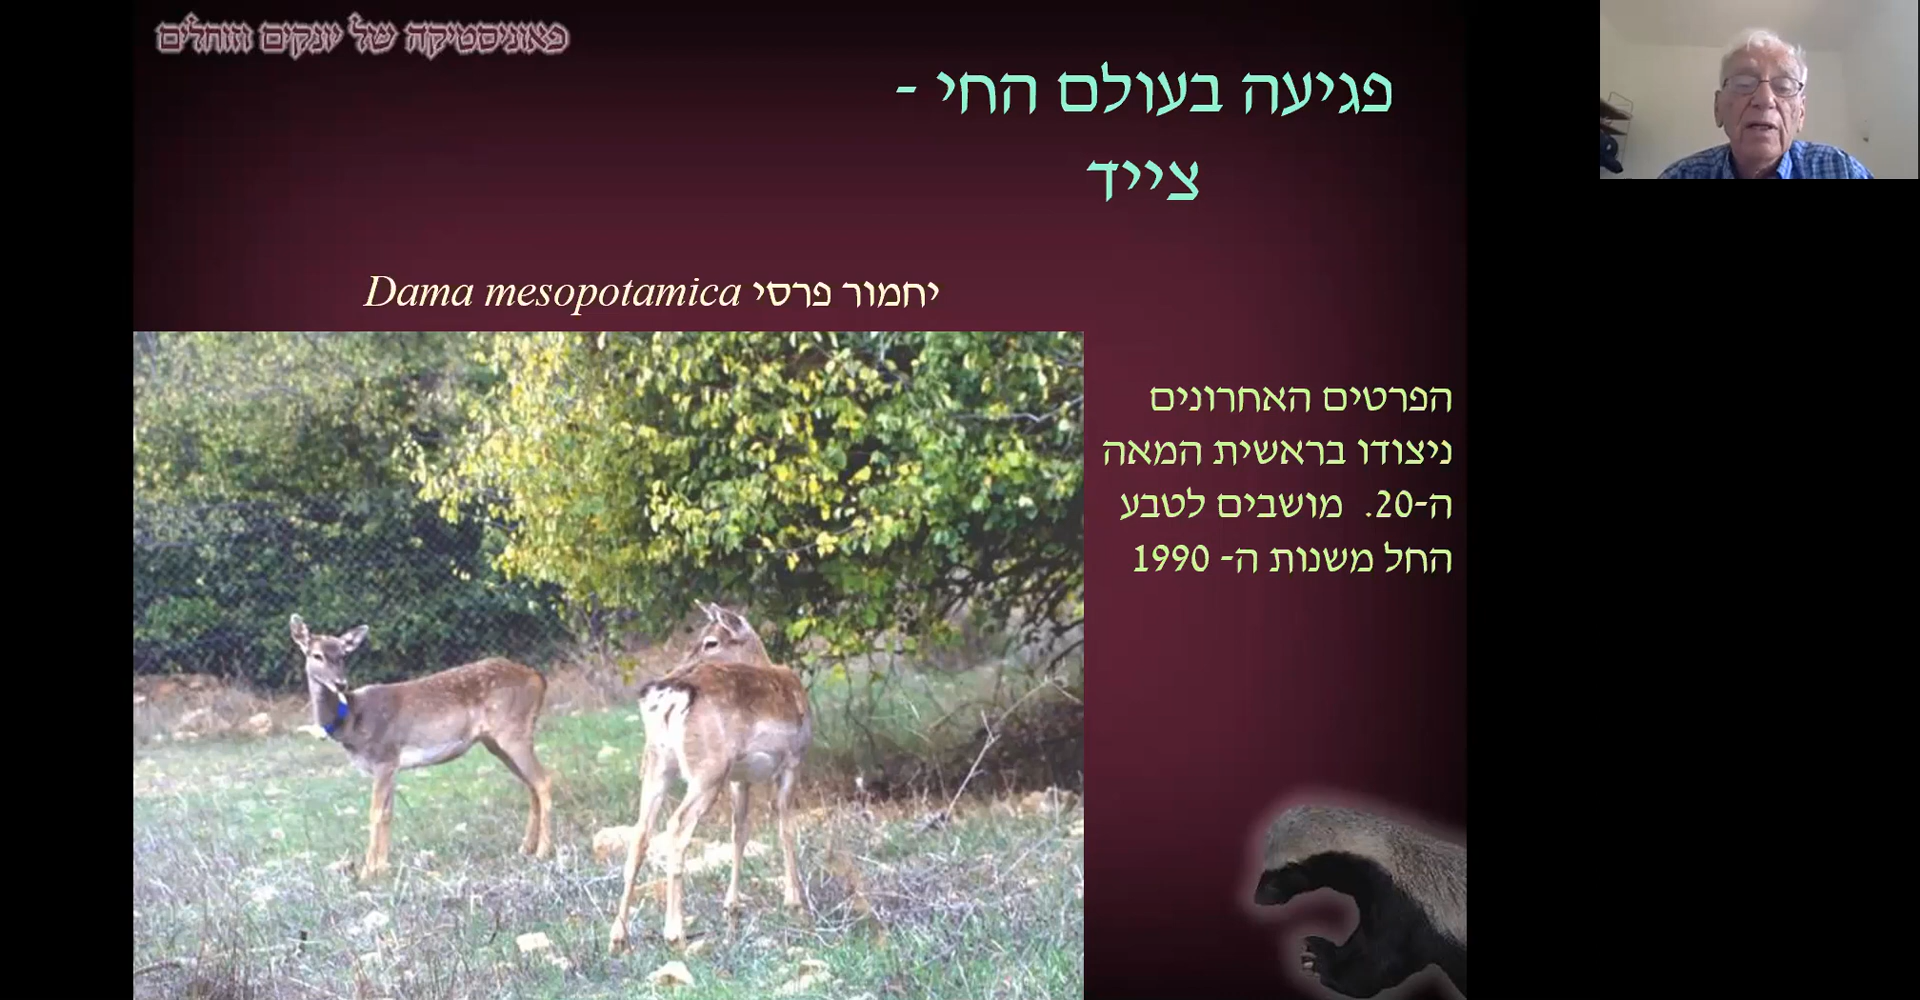 פאוניסטיקה של יונקים וזוחלים
פגיעה בעולם החי -
צייד
יחמור פרסי Dama mesopotamica
הפרטים האחרונים
ניצודו בראשית המאה
ה-20. מושבים לטבע
החל משנות ה- 1990